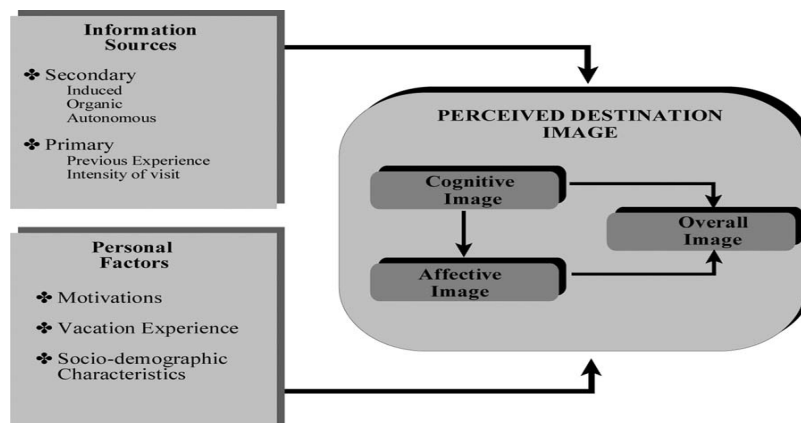 Information
Sources
✤ Secondary
Induced
Organic
Autonomous
✤ Primary
Previous Experience
Intensity of visit
Personal
Factors
✤ Motivations
✤ Vacation Experience
✤ Socio-demographic
Characteristics
PERCEIVED DESTINATION
IMAGE
Cognitive
Image
Affective
Image
Overall
Image